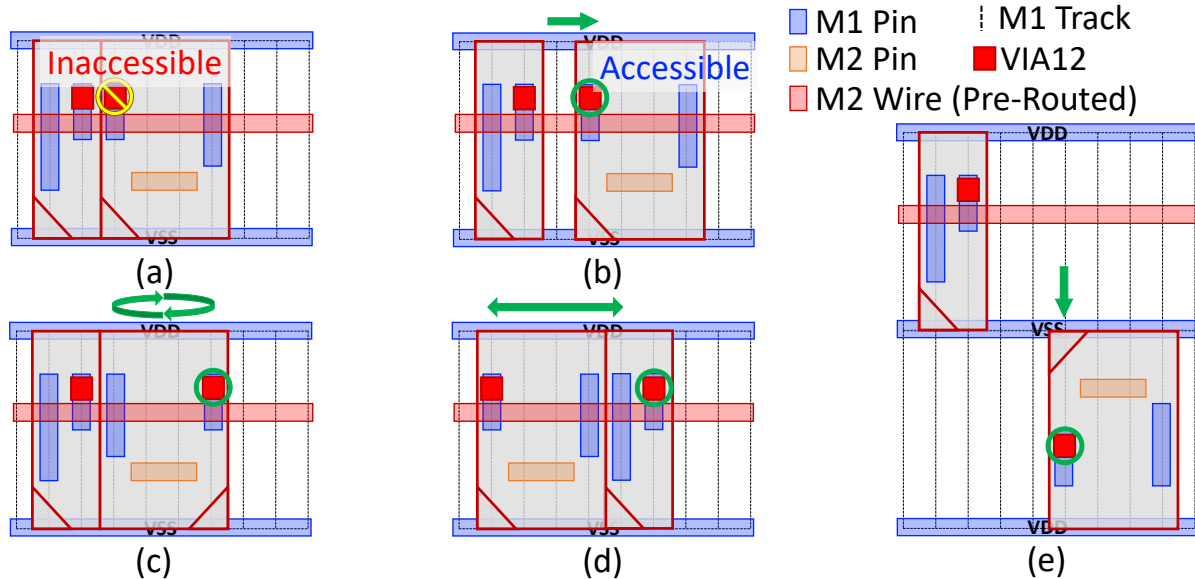 VDD
Inaccessible
VSS
(a)
VDD
Accessible
VSS
(b)
M1 Pin
M1 Track
M2 Pin
VIA12
M2 Wire (Pre-Routed)
VDD
VSS
VDD
(e)
VDD
VSS
(c)
VDD
VSS
(d)